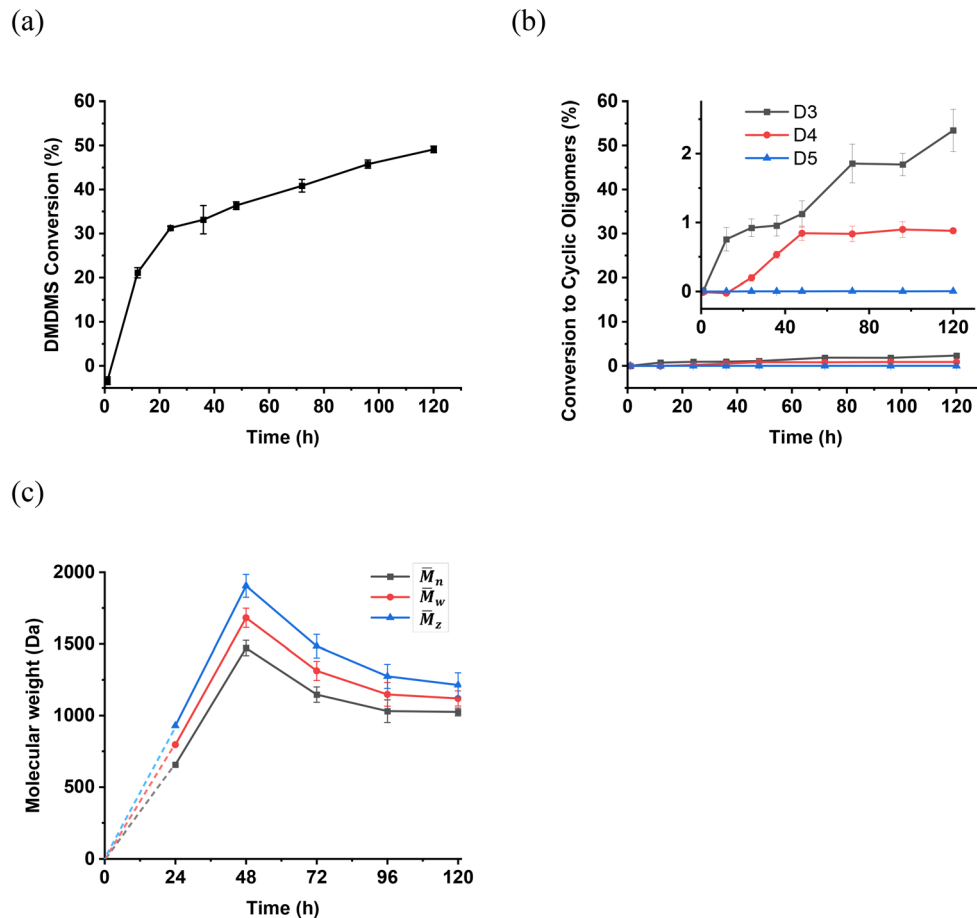 (a)
(b)
60
50
40
30
20
10
0
DMDMS Conversion (%)
0 20 40 60 80 100 120
Time (h)
60
50
40
30
20
10
0
Conversion to Cyclic Oligomers (%)
2
1
0
D3
D4
D5
0 40 80 120
0 20 40 60 80 100 120
Time (h)
(c)
2000
1500
1000
500
0
Molecular weight (Da)
M̅n
M̅w
M̅z
0 24 48 72 96 120
Time (h)